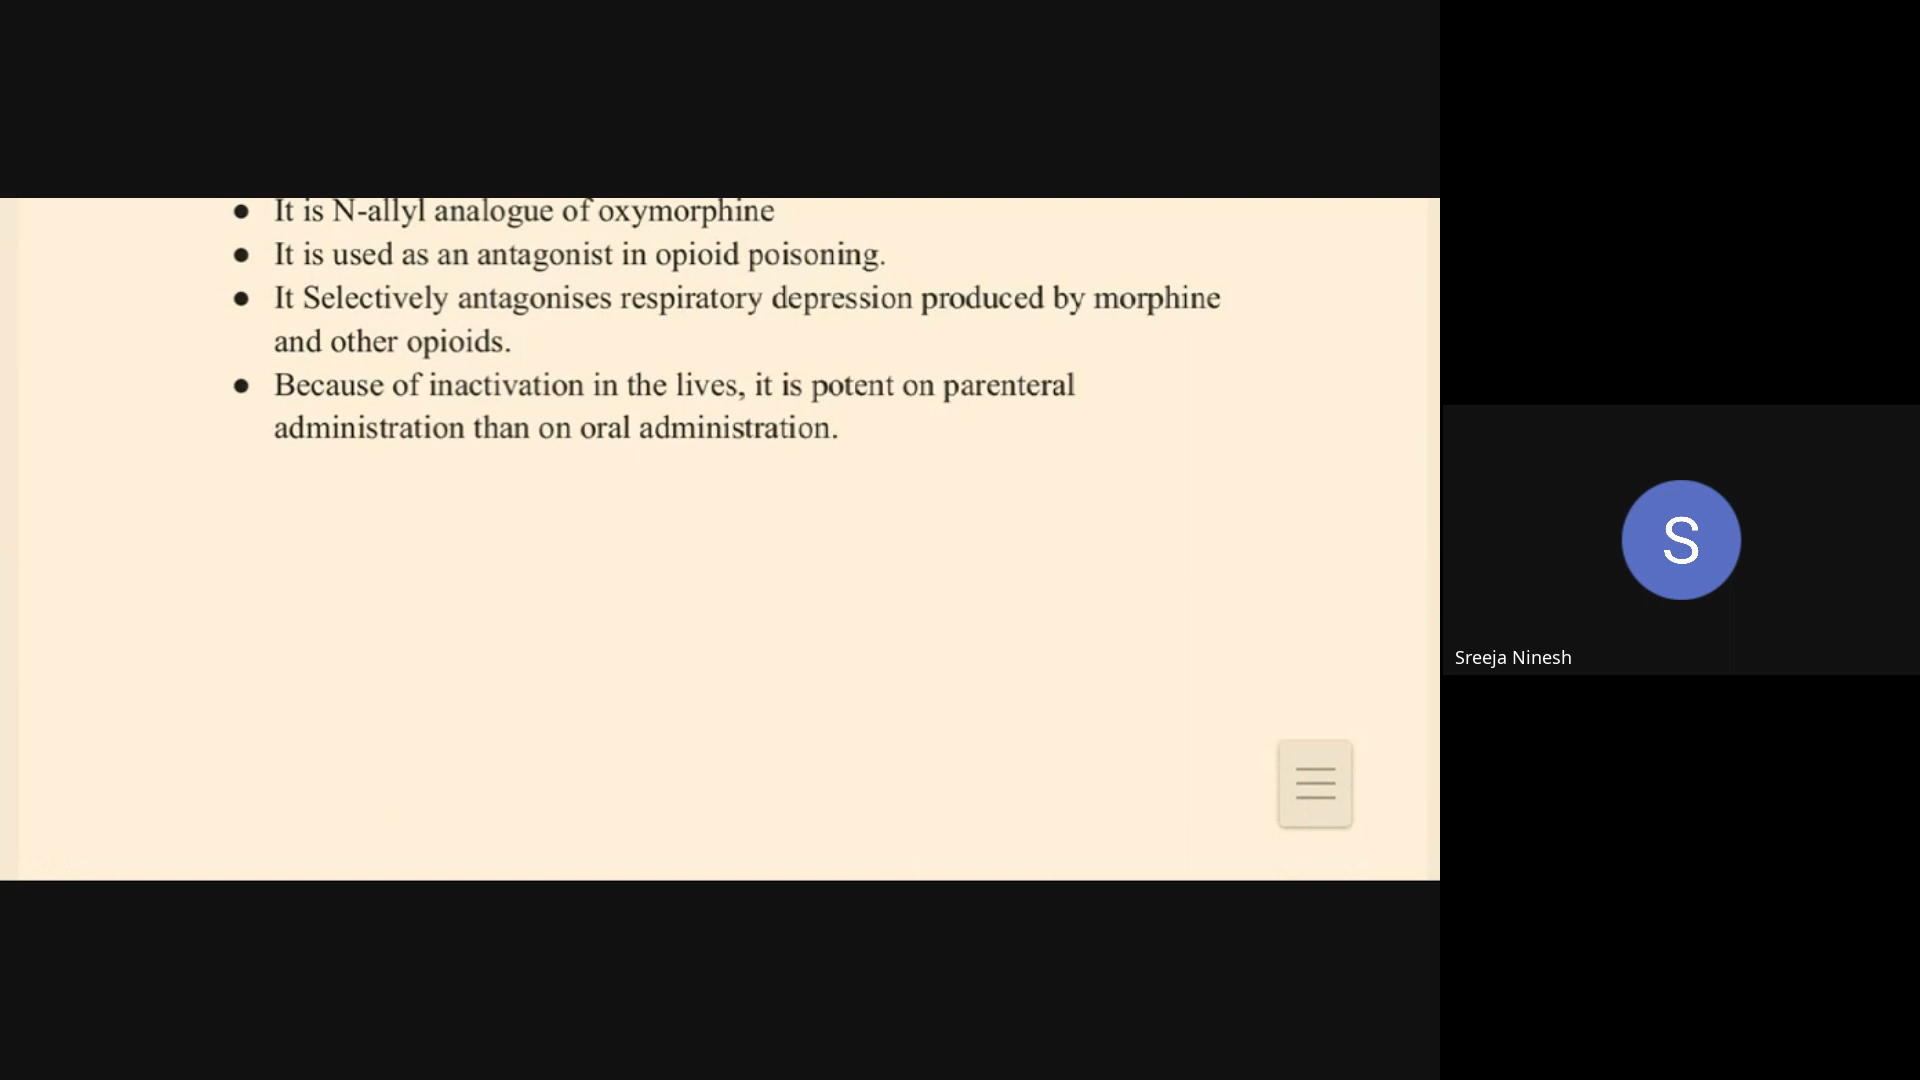 ● It is N-allyl analogue of oxymorphine
● It is used as an antagonist in opioid poisoning.
● It Selectively antagonises respiratory depression produced by morphine
and other opioids.
● Because of inactivation in the lives, it is potent on parenteral
administration than on oral administration.
S
Sreeja Ninesh